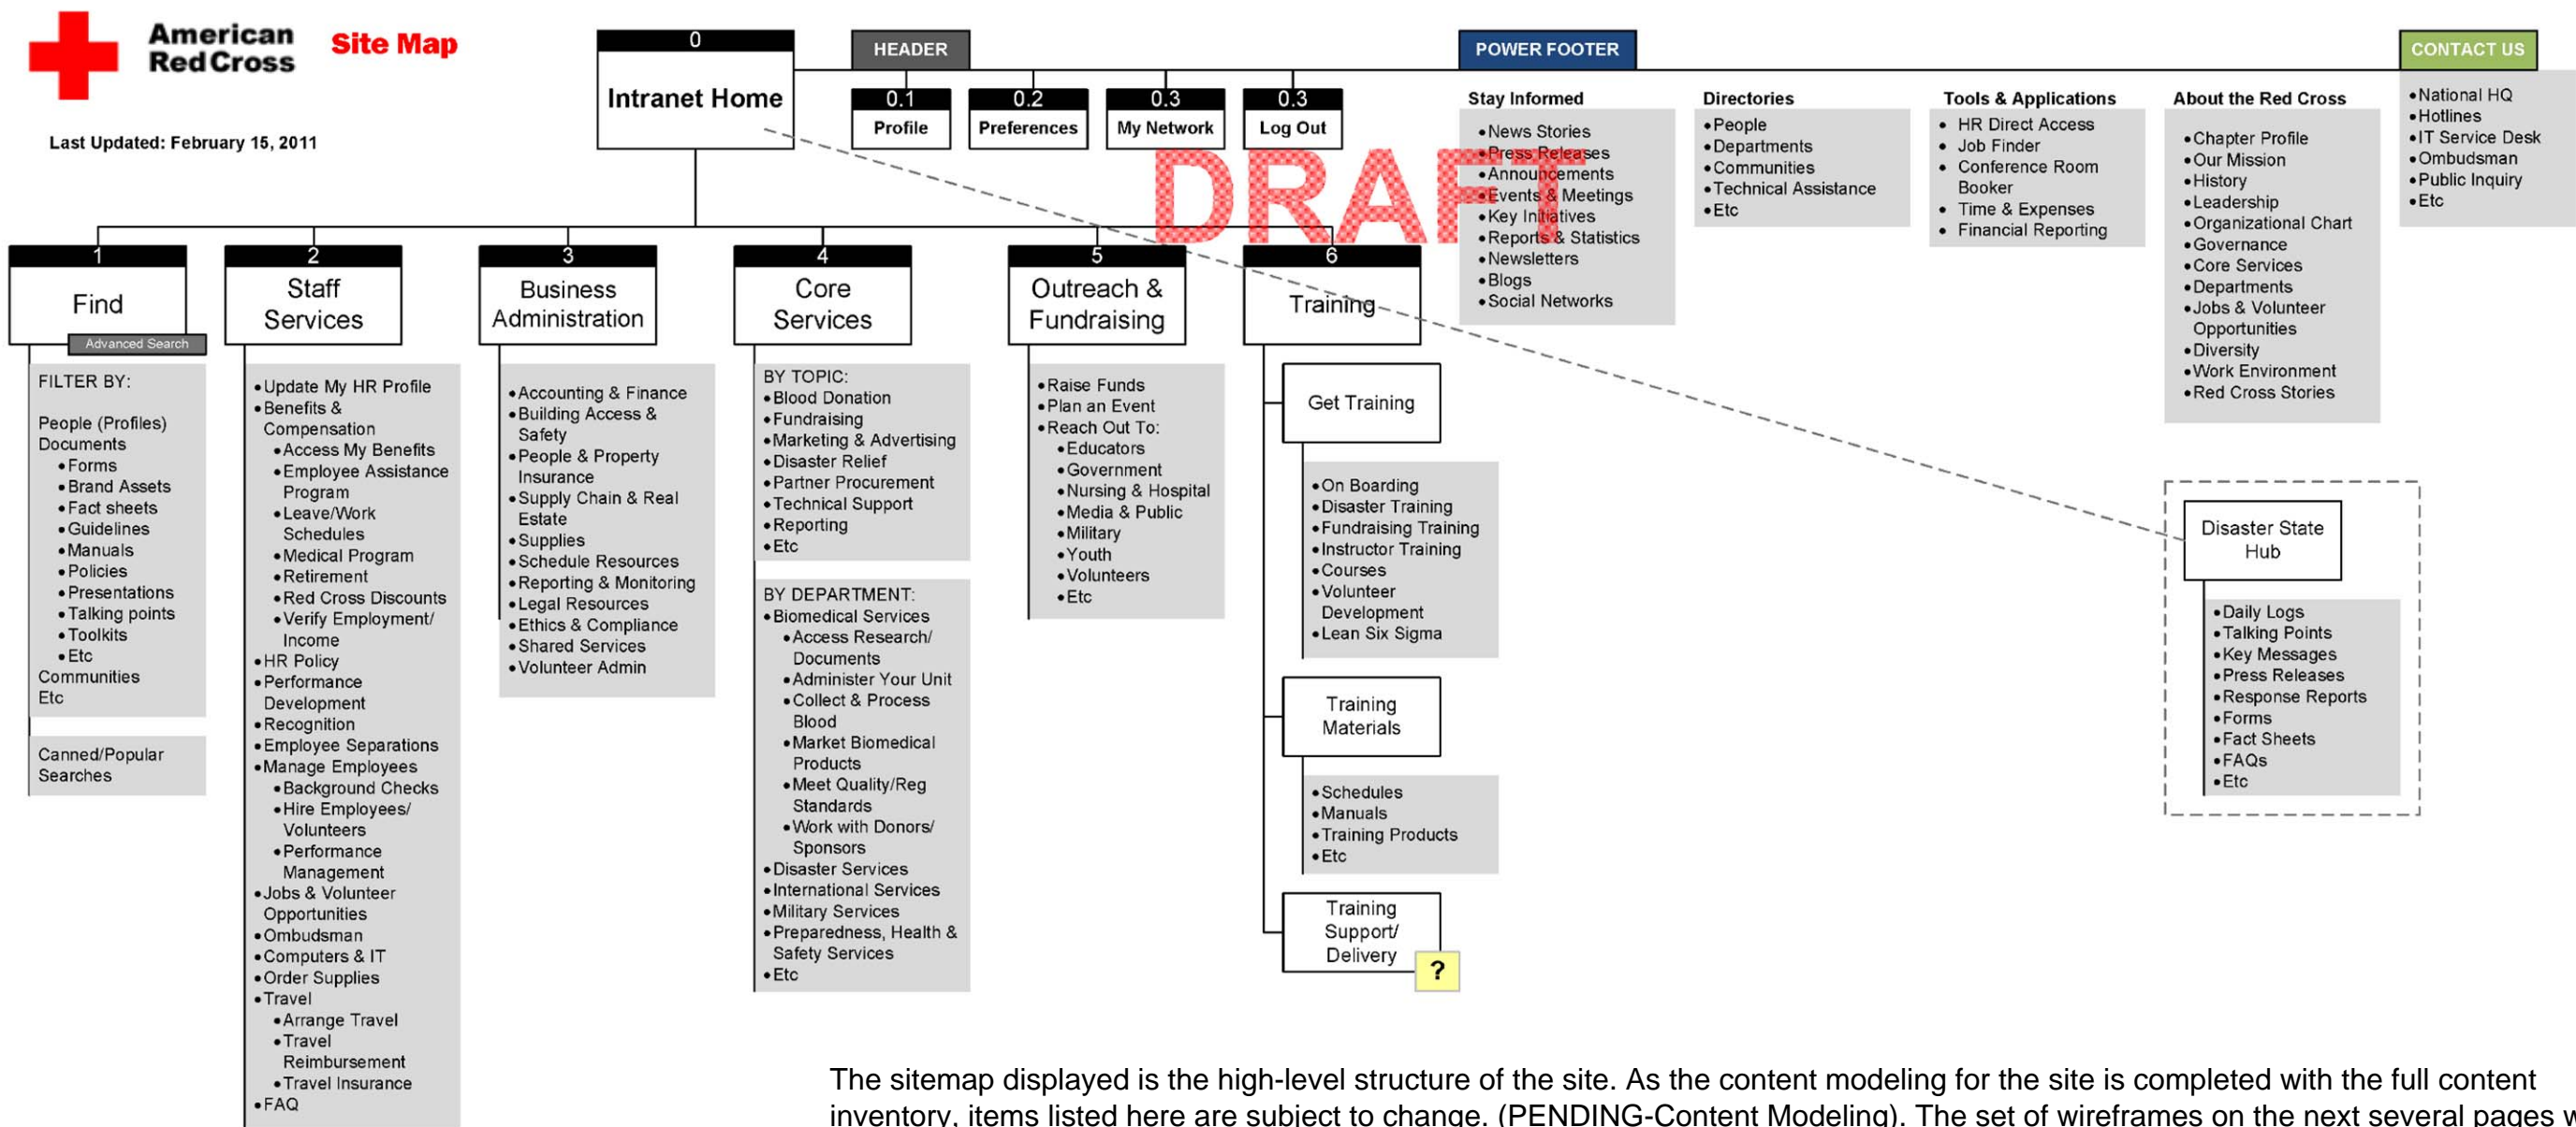 American
Red Cross
Site Map
Last Updated: February 15, 2011
0
Intranet Home
HEADER
0.1
Profile
0.2
Preferences
0.3
My Network
0.3
Log Out
POWER FOOTER
Stay Informed
•News Stories
•Press Releases
•Announcements
•Events & Meetings
•Key Initiatives
•Reports & Statistics
•Newsletters
•Blogs
•Social Networks
Directories
•People
•Departments
•Communities
•Technical Assistance
•Etc
Tools & Applications
• HR Direct Access
• Job Finder
• Conference Room
Booker
• Time & Expenses
• Financial Reporting
About the Red Cross
•Chapter Profile
•Our Mission
•History
•Leadership
•Organizational Chart
•Governance
•Core Services
•Departments
•Jobs & Volunteer
Opportunities
•Diversity
•Work Environment
•Red Cross Stories
CONTACT US
•National HQ
•Hotlines
•IT Service Desk
•Ombudsman
•Public Inquiry
•Etc
DRAFT
1
Find
Advanced Search
FILTER BY:
People (Profiles)
Documents
•Forms
•Brand Assets
•Fact sheets
•Guidelines
•Manuals
•Policies
•Presentations
•Talking points
•Toolkits
•Etc
Communities
Etc
Canned/Popular
Searches
2
Staff
Services
•Update My HR Profile
•Benefits &
Compensation
•Access My Benefits
•Employee Assistance
Program
•Leave/Work
Schedules
•Medical Program
•Retirement
•Red Cross Discounts
•Verify Employment/
Income
•HR Policy
•Performance
Development
•Recognition
•Employee Separations
•Manage Employees
•Background Checks
•Hire Employees/
Volunteers
•Performance
Management
•Jobs & Volunteer
Opportunities
•Ombudsman
•Computers & IT
•Order Supplies
•Travel
•Arrange Travel
•Travel
Reimbursement
•Travel Insurance
•FAQ
3
Business
Administration
•Accounting & Finance
•Building Access &
Safety
•People & Property
Insurance
•Supply Chain & Real
Estate
•Supplies
•Schedule Resources
•Reporting & Monitoring
•Legal Resources
•Ethics & Compliance
•Shared Services
•Volunteer Admin
4
Core
Services
BY TOPIC:
•Blood Donation
•Fundraising
•Marketing & Advertising
•Disaster Relief
•Partner Procurement
•Technical Support
•Reporting
•Etc
BY DEPARTMENT:
•Biomedical Services
•Access Research/
Documents
•Administer Your Unit
•Collect & Process
Blood
•Market Biomedical
Products
•Meet Quality/Reg
Standards
•Work with Donors/
Sponsors
•Disaster Services
•International Services
•Military Services
•Preparedness, Health &
Safety Services
•Etc
5
Outreach &
Fundraising
•Raise Funds
•Plan an Event
•Reach Out To:
•Educators
•Government
•Nursing & Hospital
•Media & Public
•Military
•Youth
•Volunteers
•Etc
6
Training
Get Training
•On Boarding
•Disaster Training
•Fundraising Training
•Instructor Training
•Courses
•Volunteer
Development
•Lean Six Sigma
Training
Materials
•Schedules
•Manuals
•Training Products
•Etc
Training
Support/
Delivery
?
Disaster State
Hub
•Daily Logs
•Talking Points
•Key Messages
•Press Releases
•Response Reports
•Forms
•Fact Sheets
•FAQs
•Etc
The sitemap displayed is the high-level structure of the site. As the content modeling for the site is completed with the full content
inventory, items listed here are subject to change. (PENDING-Content Modeling). The set of wireframes on the next several pages